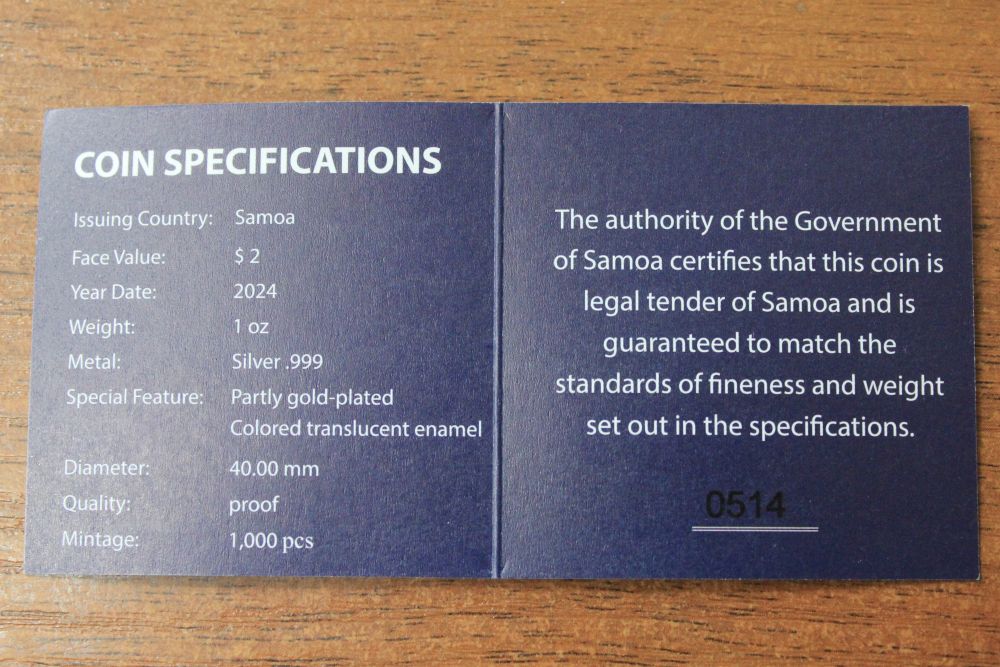 COIN SPECIFICATIONS
Issuing Country: Samoa
Face Value: $ 2
Year Date: 2024
Weight: 1 oz
Metal: Silver .999
Special Feature: Partly gold-plated
Colored translucent enamel
Diameter: 40.00 mm
Quality: proof
Mintage: 1,000 pcs
The authority of the Government
of Samoa certifies that this coin is
legal tender of Samoa and is
guaranteed to match the
standards of fineness and weight
set out in the specifications.
0514